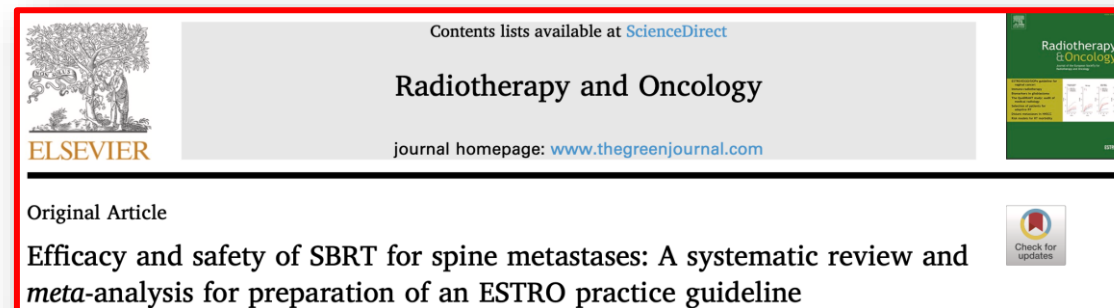 Contents lists available at ScienceDirect
Radiotherapy and Oncology
journal homepage: www.thegreenjournal.com
ELSEVIER
Radiotherapy
&Oncology
Original Article
Check for
updates
Efficacy and safety of SBRT for spine metastases: A systematic review and
meta-analysis for preparation of an ESTRO practice guideline